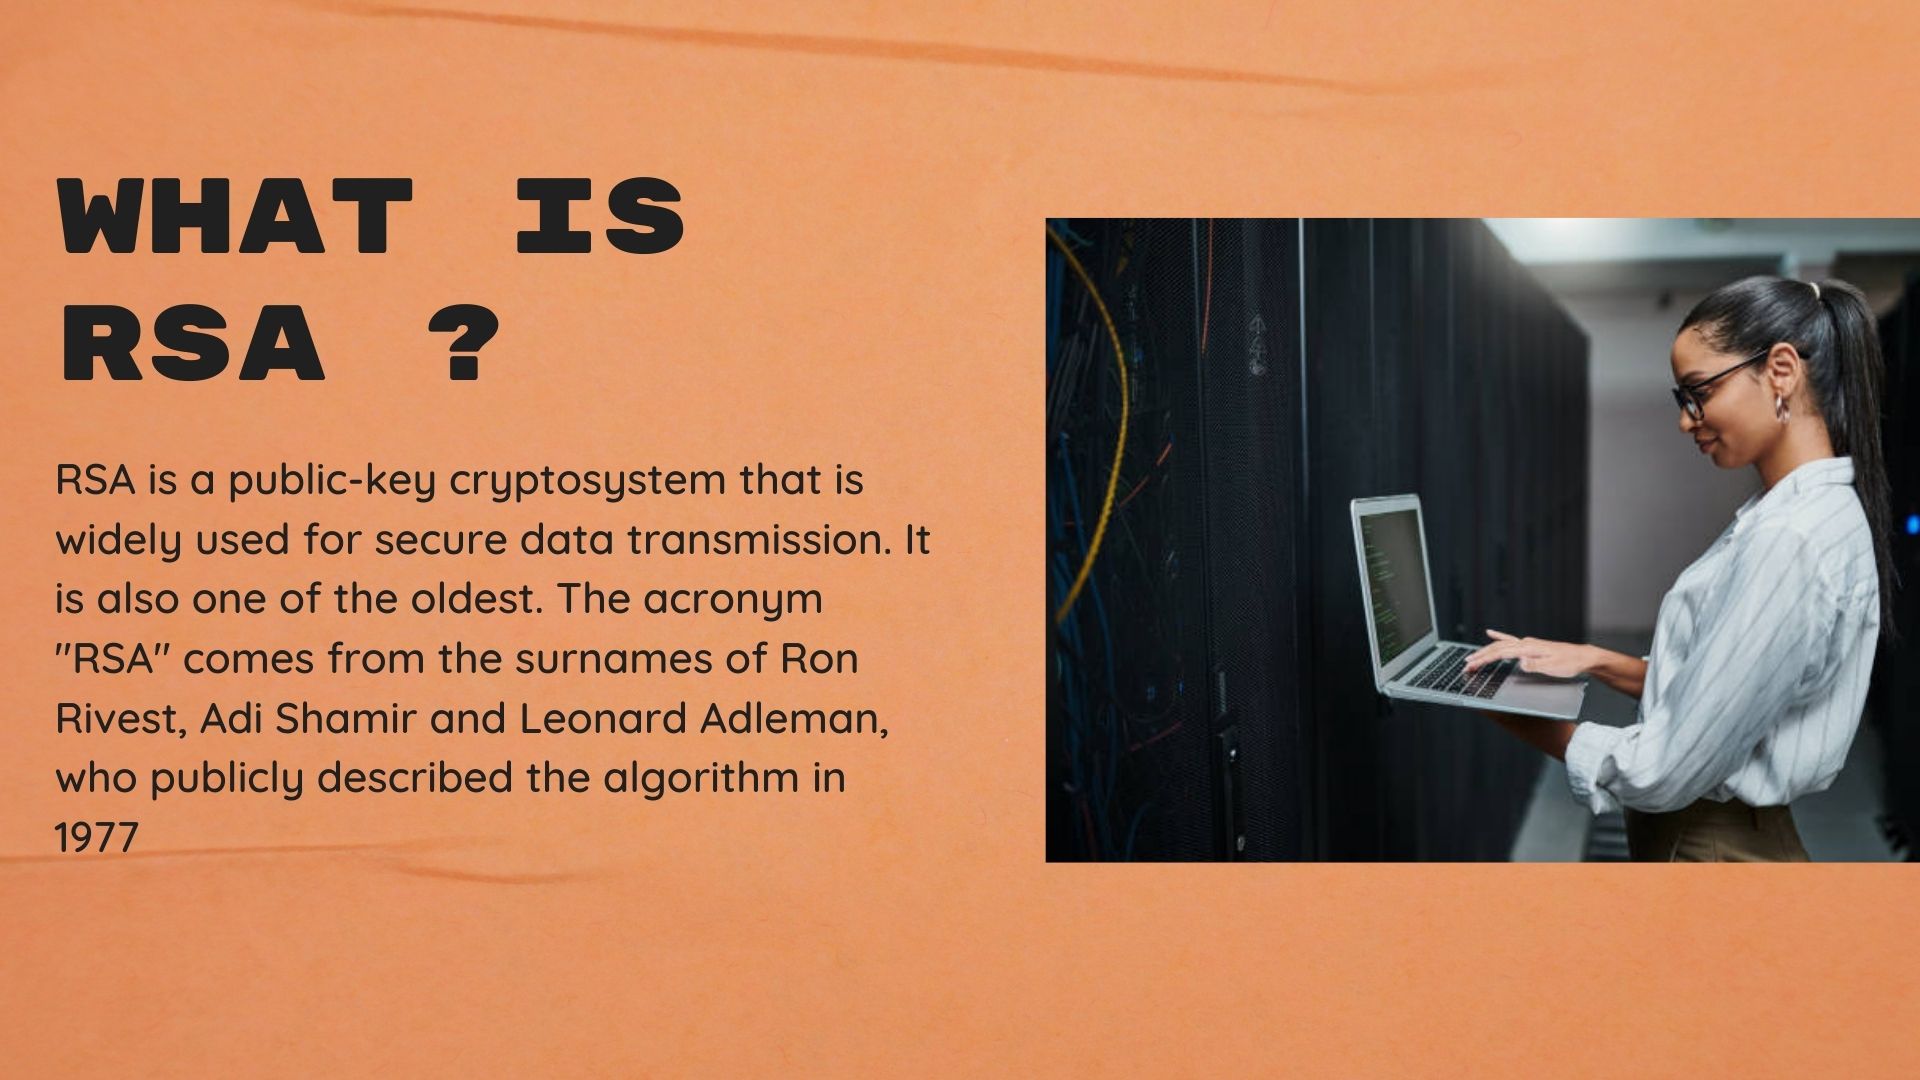 WHAT IS
RSA ?
RSA is a public-key cryptosystem that is
widely used for secure data transmission. It
is also one of the oldest. The acronym
"RSA" comes from the surnames of Ron
Rivest, Adi Shamir and Leonard Adleman,
who publicly described the algorithm in
1977